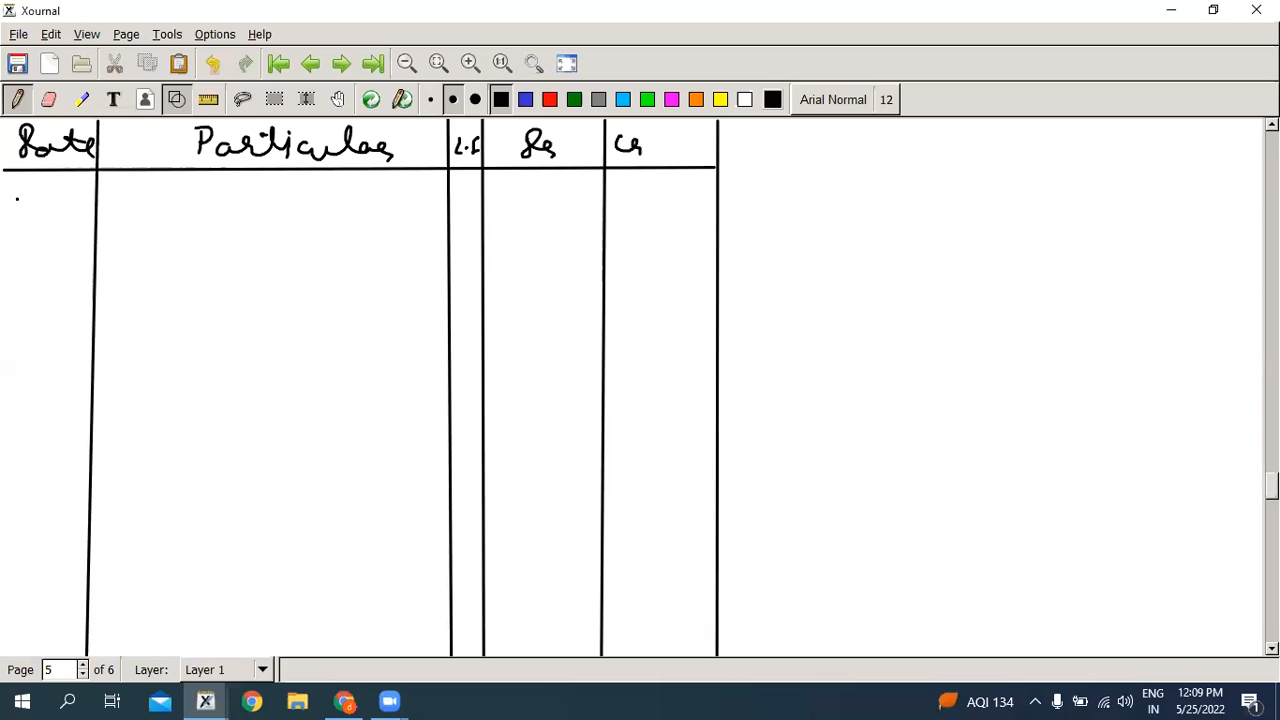 Xournal
File Edit View Page Tools Options Help
Arial Normal 12
Date Particulars L.F Dr Cr
Page 5 of 6 Layer: Layer 1
AQI 134 ENG 12:09 PM
IN 5/25/2022 1